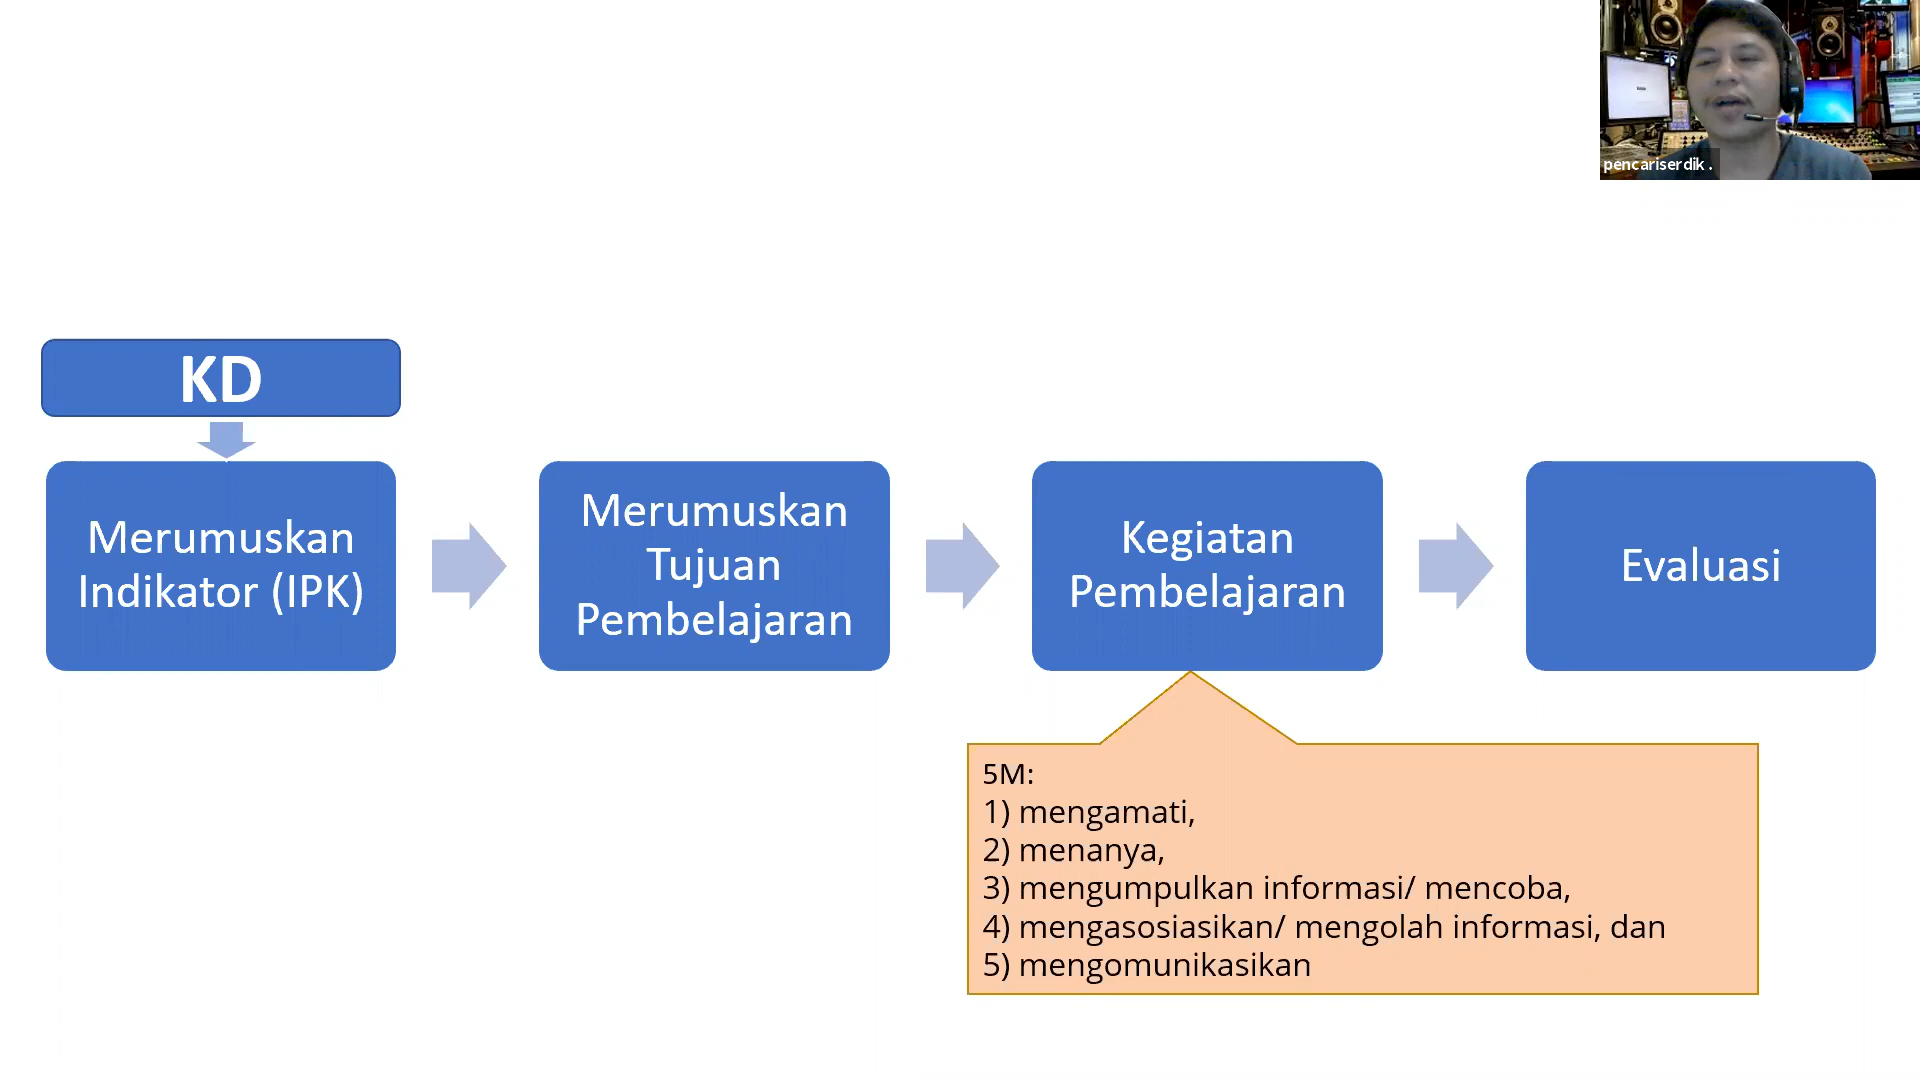 pencariserdik .
KD
Merumuskan
Indikator (IPK)
Merumuskan
Tujuan
Pembelajaran
Kegiatan
Pembelajaran
Evaluasi
5M:
1) mengamati,
2) menanya,
3) mengumpulkan informasi/ mencoba,
4) mengasosiasikan/ mengolah informasi, dan
5) mengomunikasikan